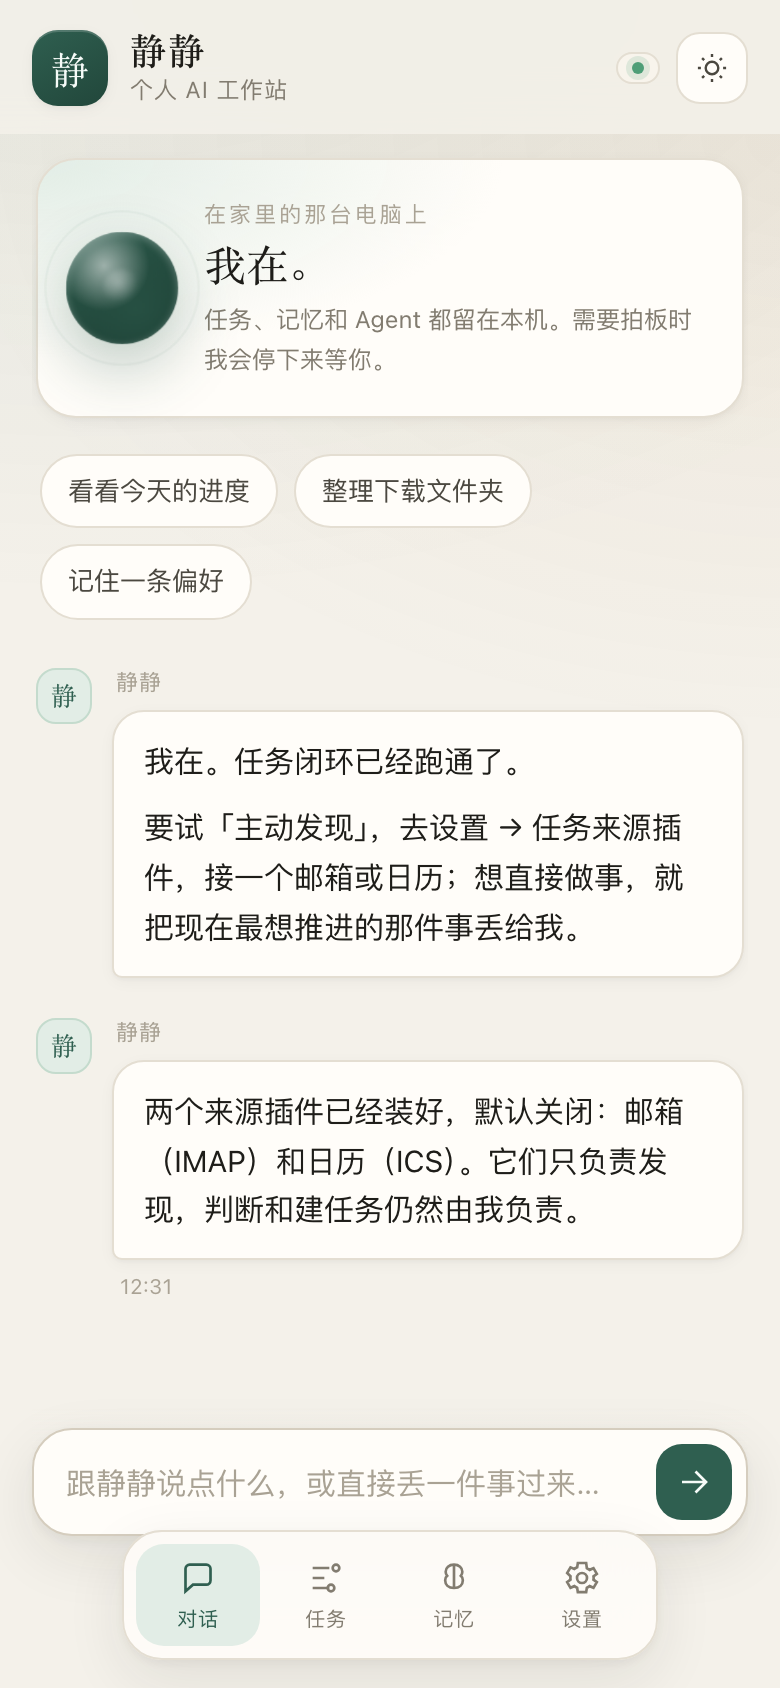 静
静静
个人 AI 工作站
在家里的那台电脑上
我在。
任务、记忆和 Agent 都留在本机。需要拍板时
我会停下来等你。
看看今天的进度
整理下载文件夹
记住一条偏好
静
静静
我在。任务闭环已经跑通了。
要试「主动发现」，去设置 → 任务来源插
件，接一个邮箱或日历；想直接做事，就
把现在最想推进的那件事丢给我。
静
静静
两个来源插件已经装好，默认关闭：邮箱
（IMAP）和日历（ICS）。它们只负责发
现，判断和建任务仍然由我负责。
12:31
跟静静说点什么，或直接丢一件事过来...
对话
任务
记忆
设置